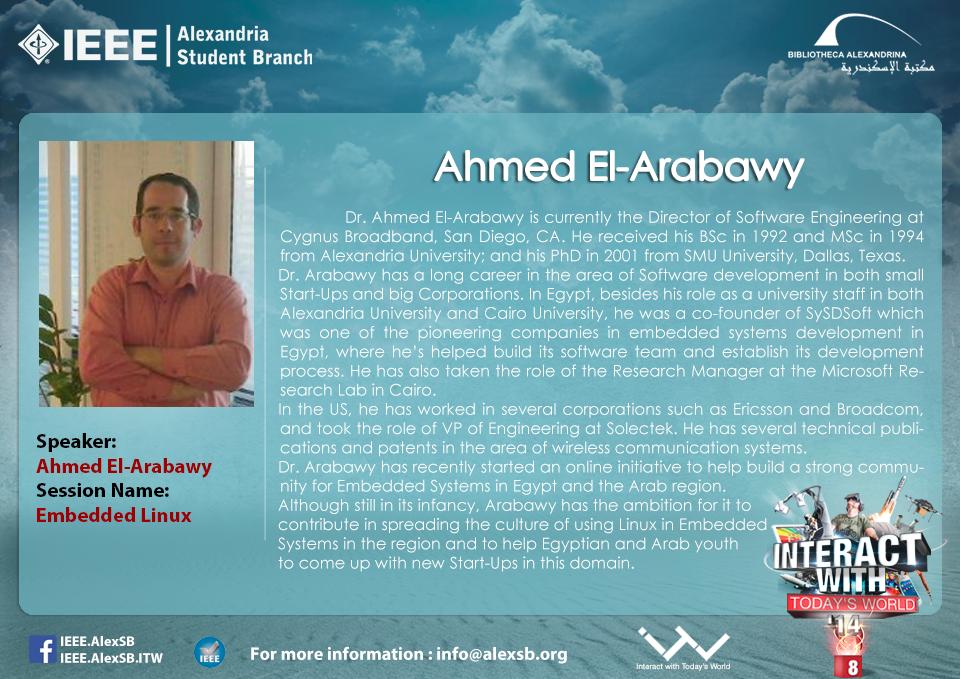 IEEE
Alexandria
Student Branch
BIBLIOTHECA ALEXANDRINA
مكتبة الإسكندرية
Ahmed El-Arabawy
Dr. Ahmed El-Arabawy is currently the Director of Software Engineering at
Cygnus Broadband, San Diego, CA. He received his BSc in 1992 and MSc in 1994
from Alexandria University; and his PhD in 2001 from SMU University, Dallas, Texas.
Dr. Arabawy has a long career in the area of Software development in both small
Start-Ups and big Corporations. In Egypt, besides his role as a university staff in both
Alexandria University and Cairo University, he was a co-founder of SySDSoft which
was one of the pioneering companies in embedded systems development in
Egypt, where he's helped build its software team and establish its development
process. He has also taken the role of the Research Manager at the Microsoft Re-
search Lab in Cairo.
In the US, he has worked in several corporations such as Ericsson and Broadcom,
and took the role of VP of Engineering at Solectek. He has several technical publi-
cations and patents in the area of wireless communication systems.
Dr. Arabawy has recently started an online initiative to help build a strong commu-
nity for Embedded Systems in Egypt and the Arab region.
Although still in its infancy, Arabawy has the ambition for it to
contribute in spreading the culture of using Linux in Embedded
Systems in the region and to help Egyptian and Arab youth
to come up with new Start-Ups in this domain.
Speaker:
Ahmed El-Arabawy
Session Name:
Embedded Linux
INTERACT
WITH
TODAY'S WORLD
'14
8
IEEE.AlexSB
IEEE.AlexSB.ITW
IEEE
For more information : info@alexsb.org
Interact with Today's World